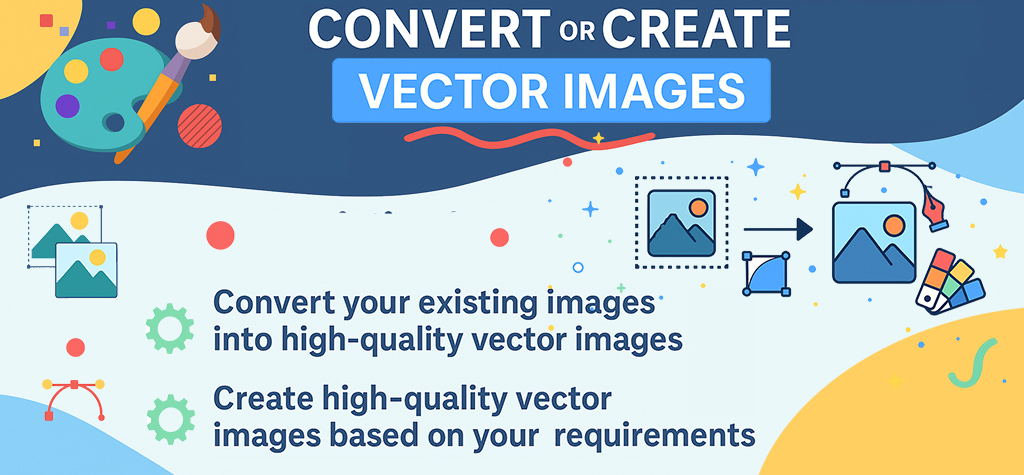 CONVERT OR CREATE
VECTOR IMAGES
Convert your existing images
into high-quality vector images
Create high-quality vector
images based on your requirements